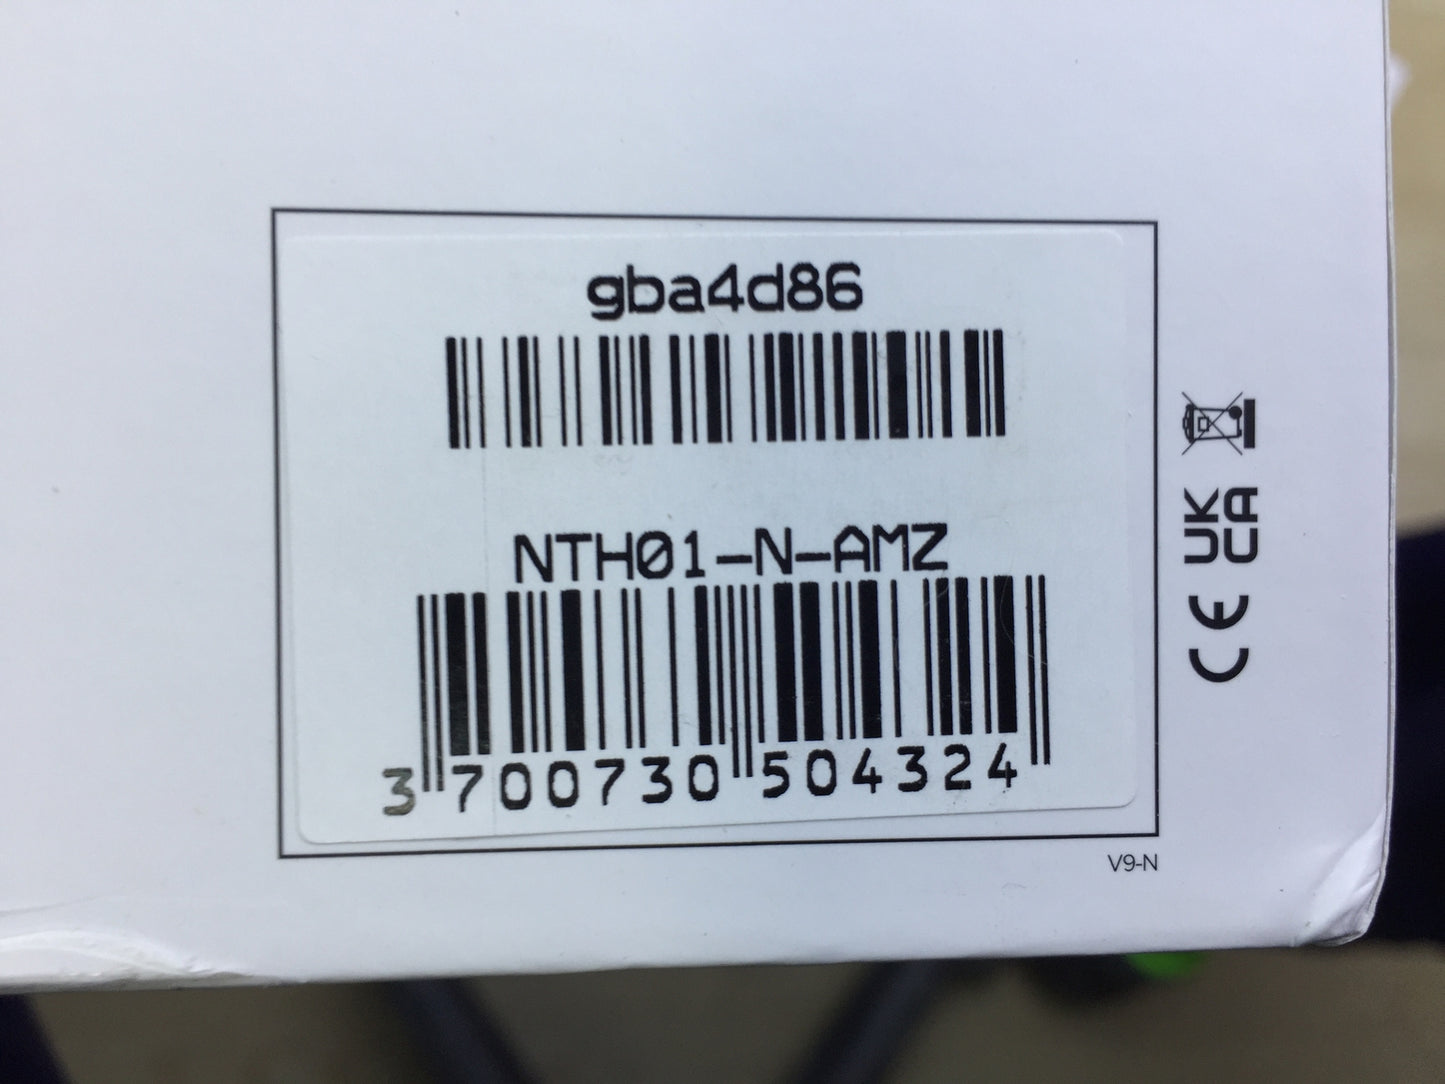 gba4d86
NTH01-N-AMZ
3 700730 504324
V9-N
CE
UK
CA